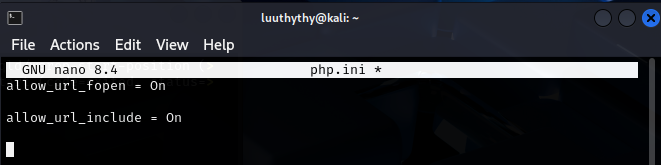 luuthythy@kali: ~
File Actions Edit View Help
GNU nano 8.4 php.ini *
allow_url_fopen = On
allow_url_include = On